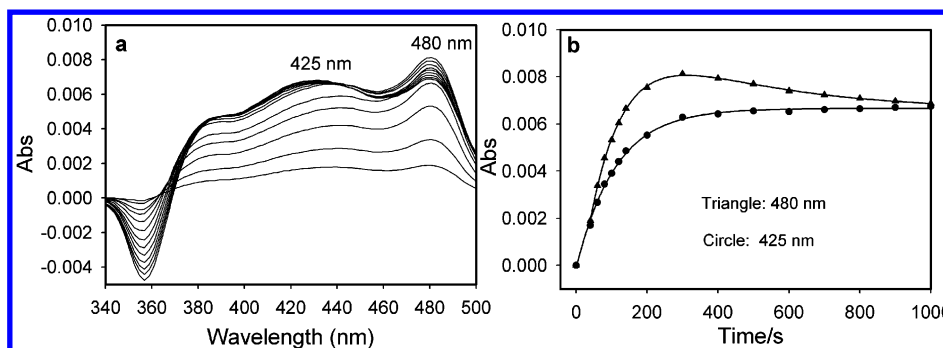 a
425 nm
480 nm
Abs
0.010
0.008
0.006
0.004
0.002
0.000
-0.002
-0.004
340 360 380 400 420 440 460 480 500
Wavelength (nm)
b
Abs
0.010
0.008
0.006
0.004
0.002
0.000
Triangle: 480 nm
Circle: 425 nm
0 200 400 600 800 1000
Time/s